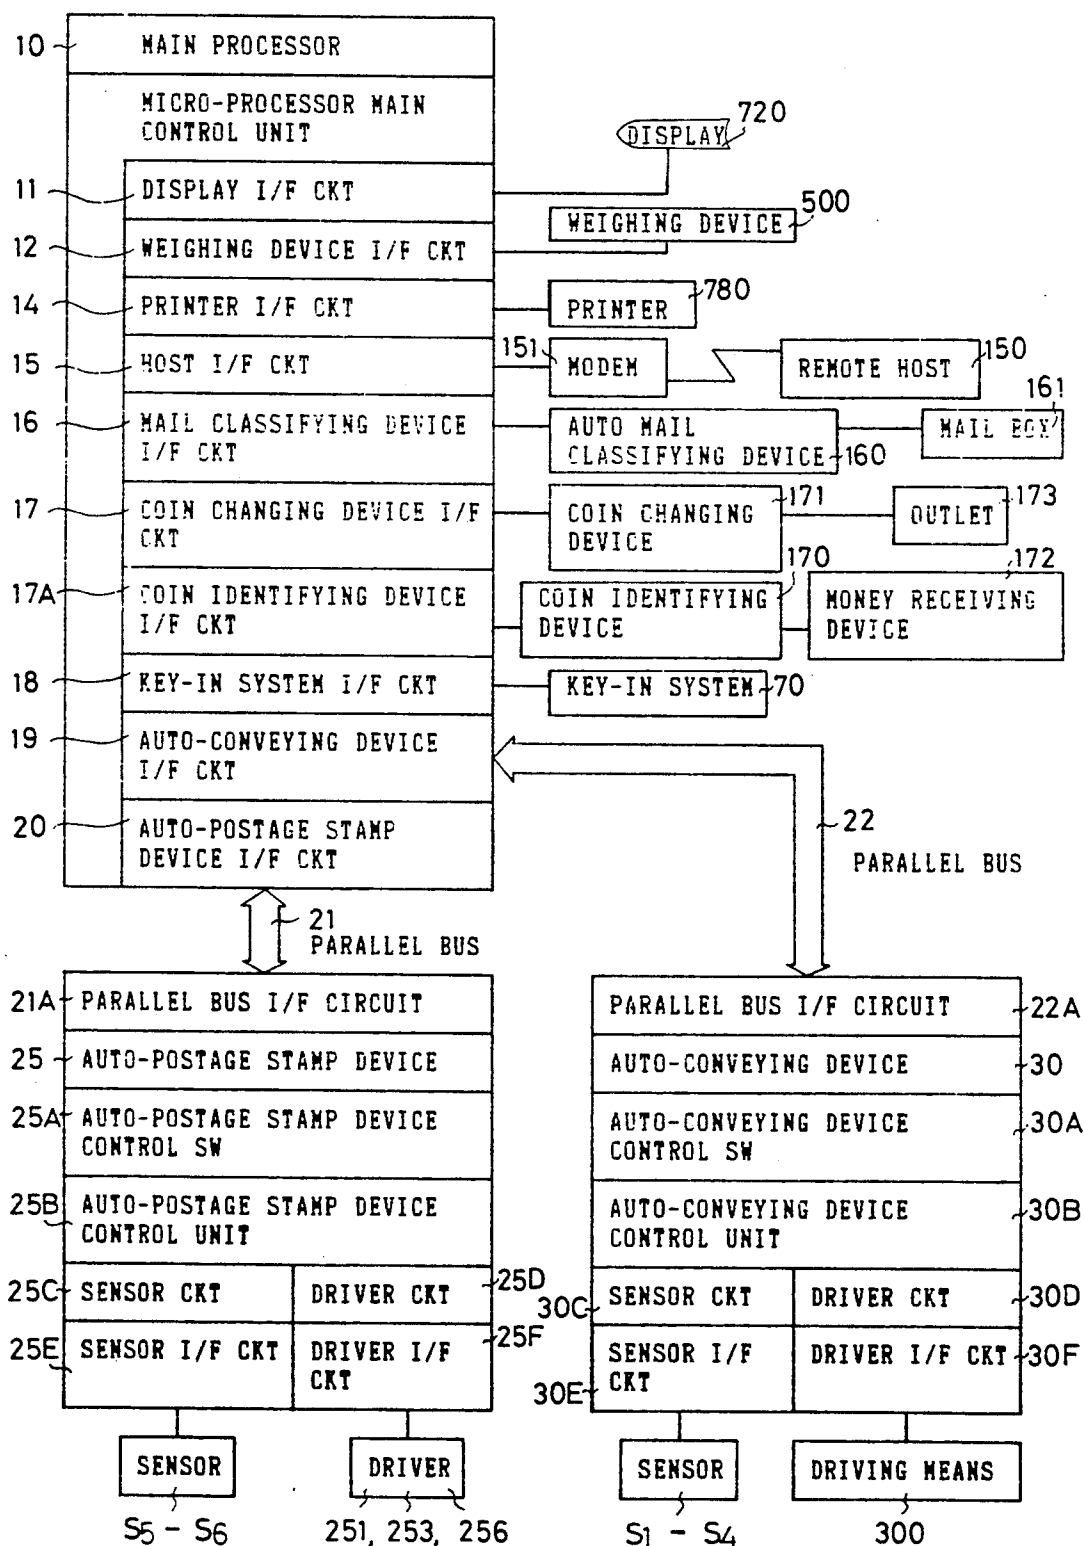 10
MAIN PROCESSOR
MICRO-PROCESSOR MAIN
CONTROL UNIT
720
DISPLAY
11
DISPLAY I/F CKT
500
WEIGHING DEVICE
12
WEIGHING DEVICE I/F CKT
14
PRINTER I/F CKT
780
PRINTER
15
HOST I/F CKT
151
MODEM
150
REMOTE HOST
16
MAIL CLASSIFYING DEVICE
I/F CKT
AUTO MAIL
CLASSIFYING DEVICE
160
161
MAIL BOX
17
COIN CHANGING DEVICE I/F
CKT
171
COIN CHANGING
DEVICE
173
OUTLET
17A
COIN IDENTIFYING DEVICE
I/F CKT
170
COIN IDENTIFYING
DEVICE
172
MONEY RECEIVING
DEVICE
18
KEY-IN SYSTEM I/F CKT
KEY-IN SYSTEM
70
19
AUTO-CONVEYING DEVICE
I/F CKT
20
AUTO-POSTAGE STAMP
DEVICE I/F CKT
22
PARALLEL BUS
21
PARALLEL BUS
21A
PARALLEL BUS I/F CIRCUIT
25
AUTO-POSTAGE STAMP DEVICE
25A
AUTO-POSTAGE STAMP DEVICE
CONTROL SW
25B
AUTO-POSTAGE STAMP DEVICE
CONTROL UNIT
25C
SENSOR CKT
DRIVER CKT
25D
25E
SENSOR I/F CKT
DRIVER I/F
CKT
25F
SENSOR
DRIVER
S5 - S6
251, 253, 256
PARALLEL BUS I/F CIRCUIT
22A
AUTO-CONVEYING DEVICE
30
AUTO-CONVEYING DEVICE
CONTROL SW
30A
AUTO-CONVEYING DEVICE
CONTROL UNIT
30B
30C
SENSOR CKT
DRIVER CKT
30D
30E
SENSOR I/F
CKT
DRIVER I/F CKT
30F
SENSOR
DRIVING MEANS
S1 - S4
300